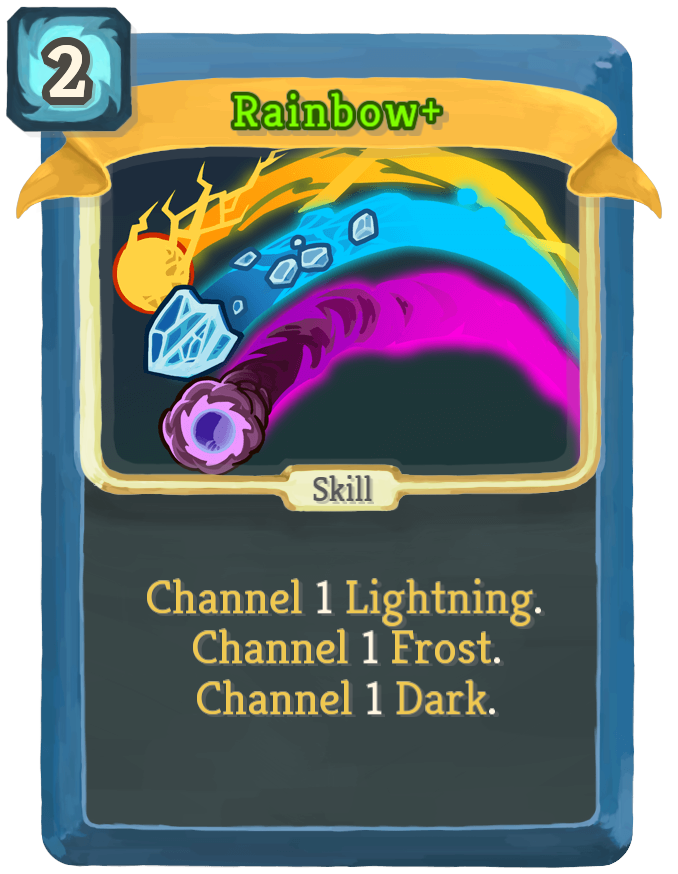 2
Rainbow+
Skill
Channel 1 Lightning.
Channel 1 Frost.
Channel 1 Dark.